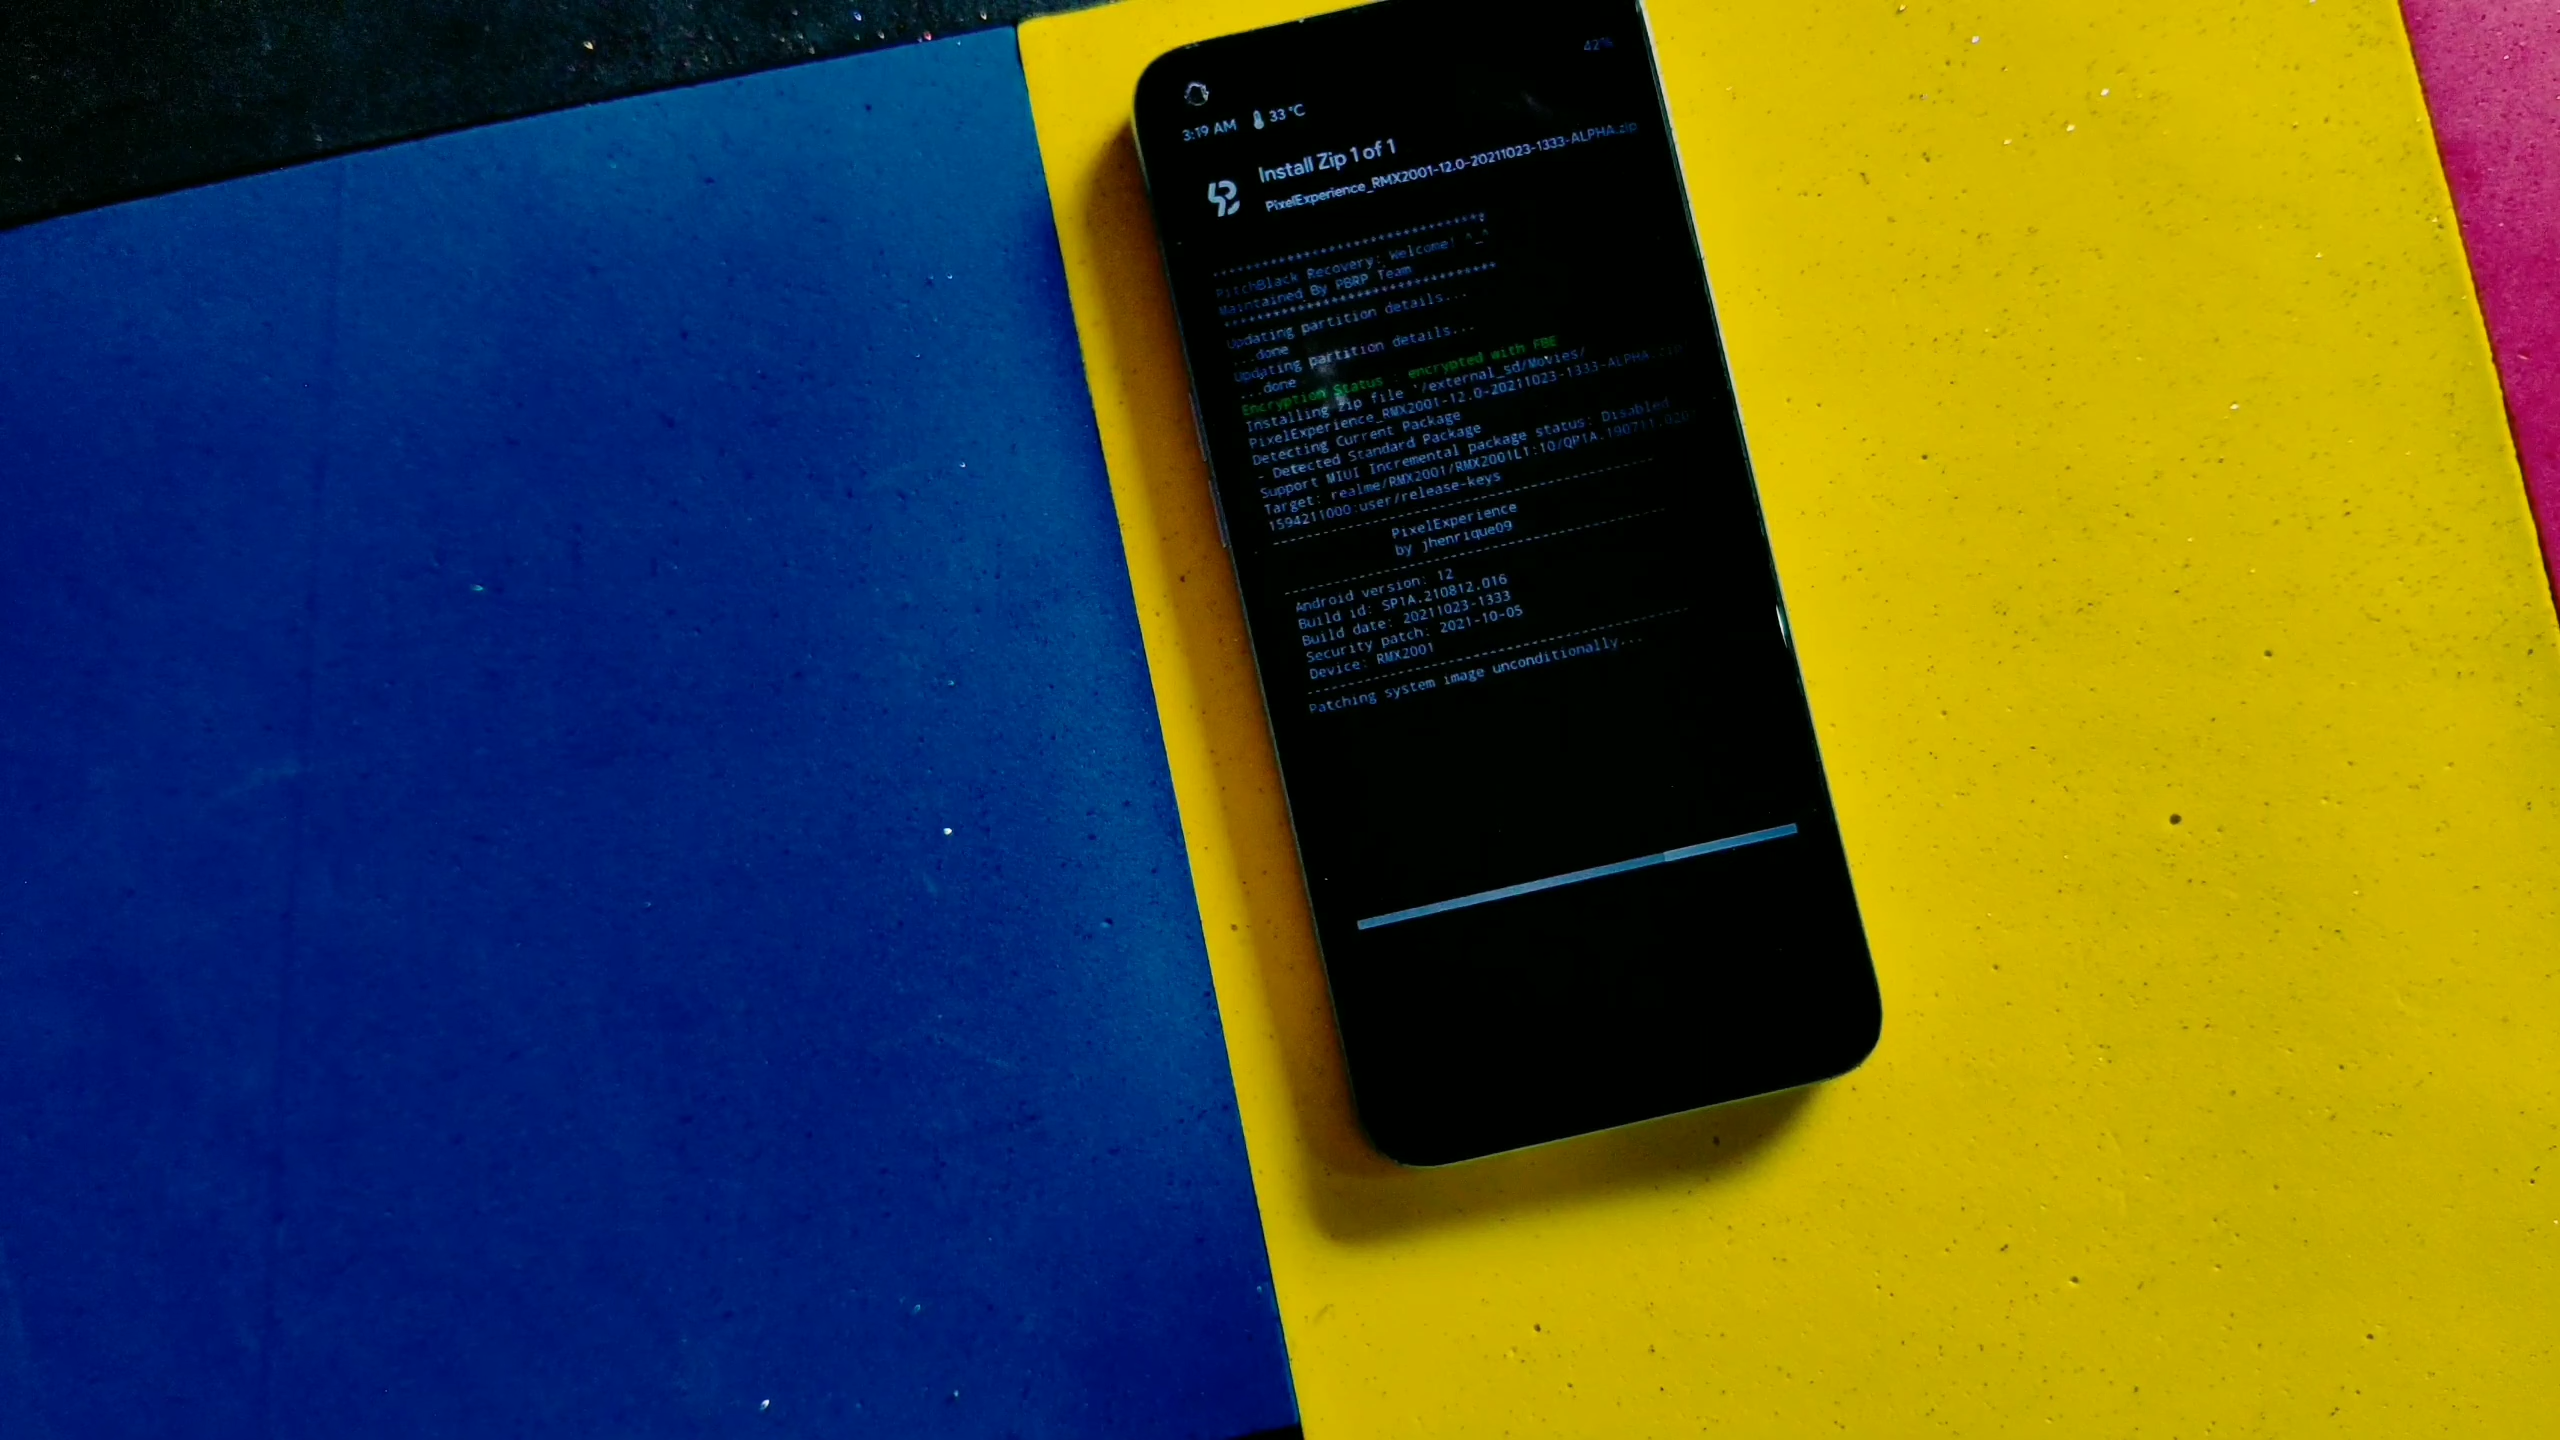 42%
3:19 AM 33 °C
Install Zip 1 of 1
PixelExperience_RMX2001-12.0-20211023-1333-ALPHA.zip
*****************************
PitchBlack Recovery: Welcome! ^_^
Maintained By PBRP Team
*****************************
Updating partition details...
...done
Updating partition details...
...done
Encryption Status : encrypted with FBE
Installing zip file '/external_sd/Movies/
PixelExperience_RMX2001-12.0-20211023-1333-ALPHA.zip
Detecting Current Package
- Detected Standard Package
Support MIUI Incremental package status: Disabled
Target: realme/RMX2001/RMX2001L1:10/QP1A.190711.020
1594211000:user/release-keys
PixelExperience
by jhenrique09
Android version: 12
Build id: SP1A.210812.016
Build date: 20211023-1333
Security patch: 2021-10-05
Device: RMX2001
Patching system image unconditionally...